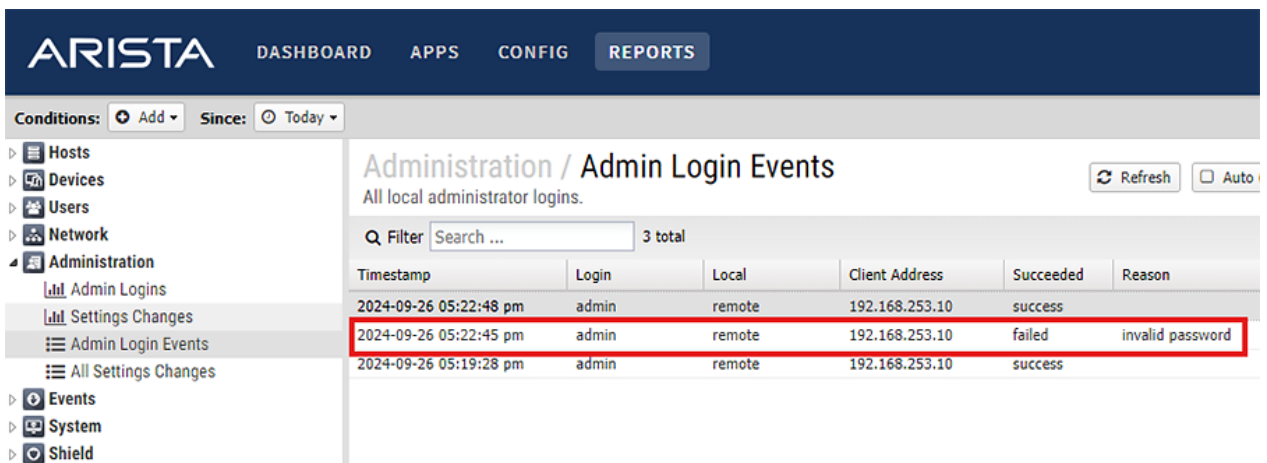 ARISTA DASHBOARD APPS CONFIG REPORTS
Conditions: Add Since: Today
Hosts
Devices
Users
Network
Administration
Admin Logins
Settings Changes
Admin Login Events
All Settings Changes
Events
System
Shield
Administration / Admin Login Events
All local administrator logins.
Refresh Auto
Filter Search ... 3 total
Timestamp Login Local Client Address Succeeded Reason
2024-09-26 05:22:48 pm admin remote 192.168.253.10 success
2024-09-26 05:22:45 pm admin remote 192.168.253.10 failed invalid password
2024-09-26 05:19:28 pm admin remote 192.168.253.10 success